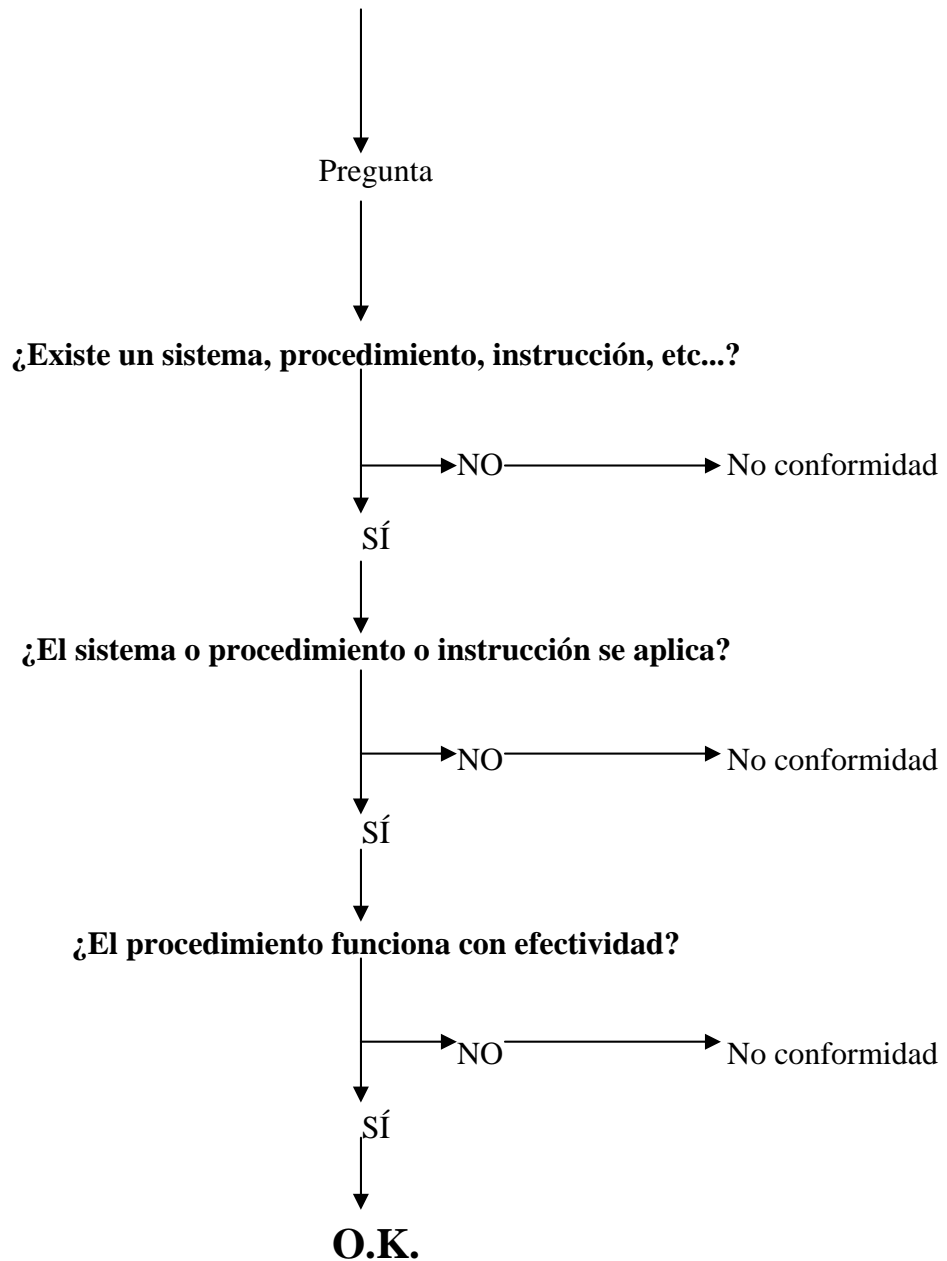 Pregunta
¿Existe un sistema, procedimiento, instrucción, etc...?
NO No conformidad
SÍ
¿El sistema o procedimiento o instrucción se aplica?
NO No conformidad
SÍ
¿El procedimiento funciona con efectividad?
NO No conformidad
SÍ
O.K.